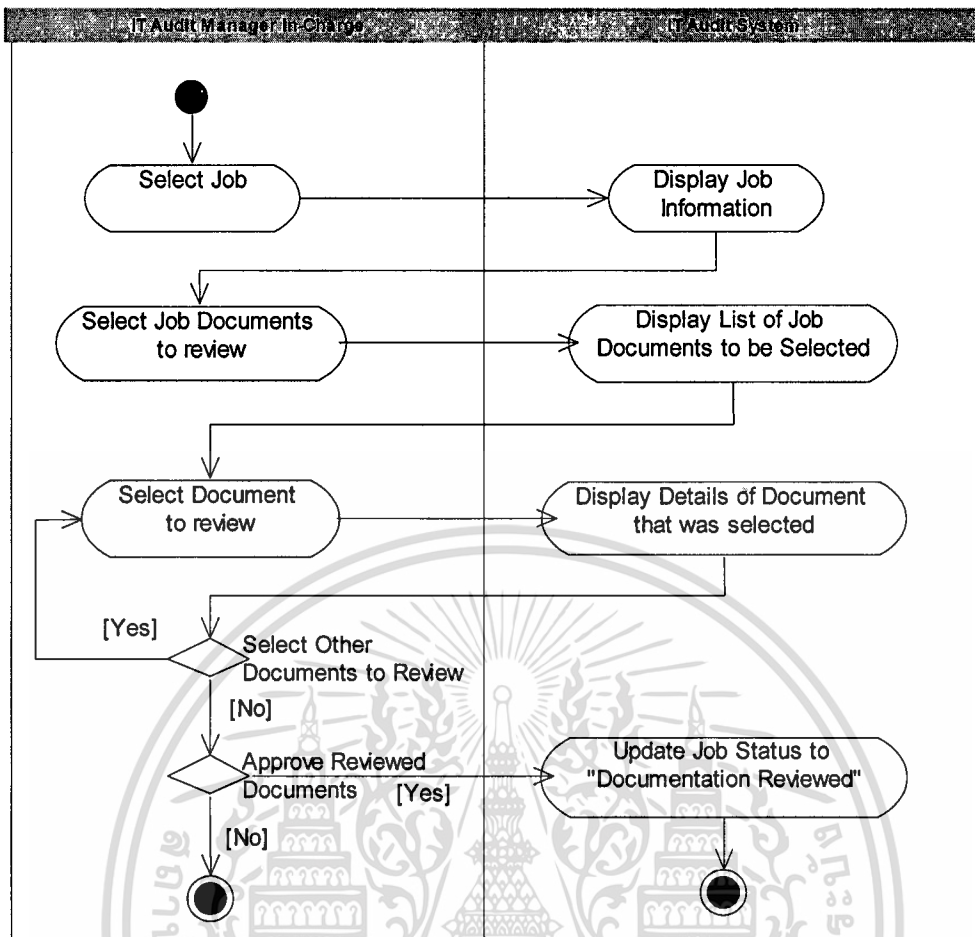 IT Audit Manager In-Charge
IT Audit System
Select Job
Display Job
Information
Select Job Documents
to review
Display List of Job
Documents to be Selected
Select Document
to review
Display Details of Document
that was selected
[Yes]
Select Other
Documents to Review
[No]
Approve Reviewed
Documents
[Yes]
Update Job Status to
"Documentation Reviewed"
[No]